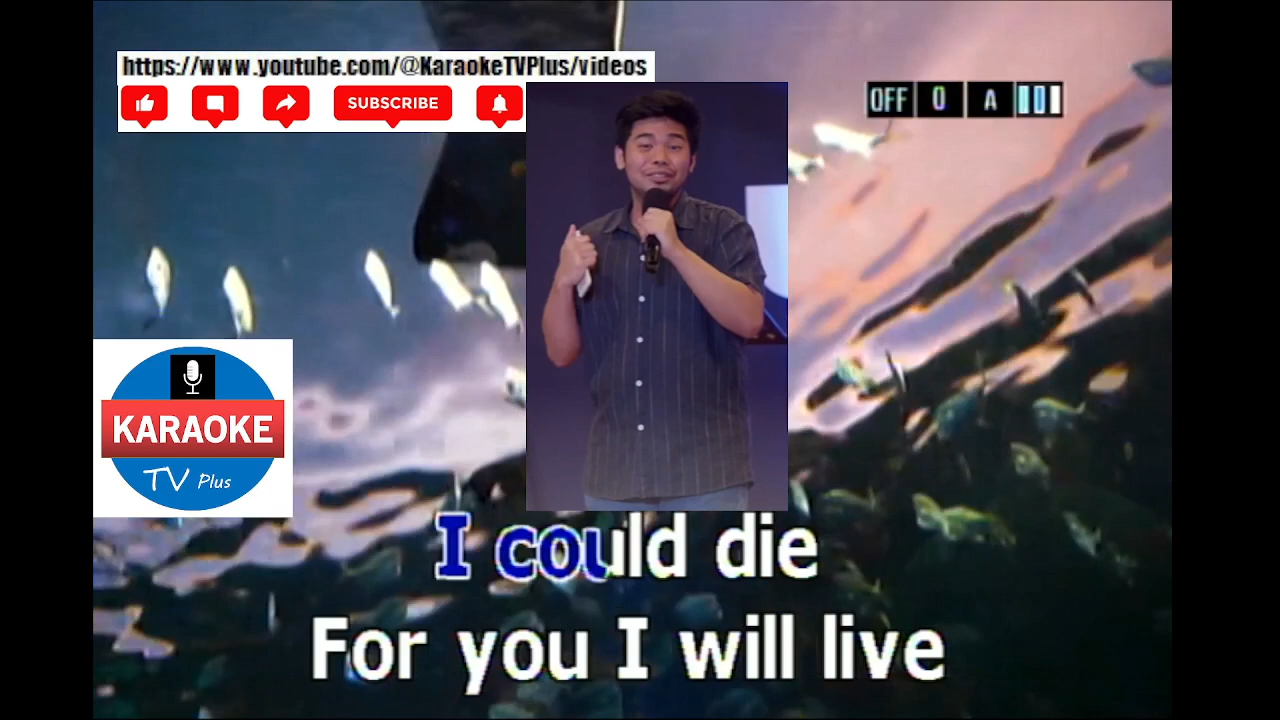 https://www.youtube.com/@KaraokeTVPlus/videos
SUBSCRIBE
OFF 0 A
KARAOKE
TV Plus
I could die
For you I will live